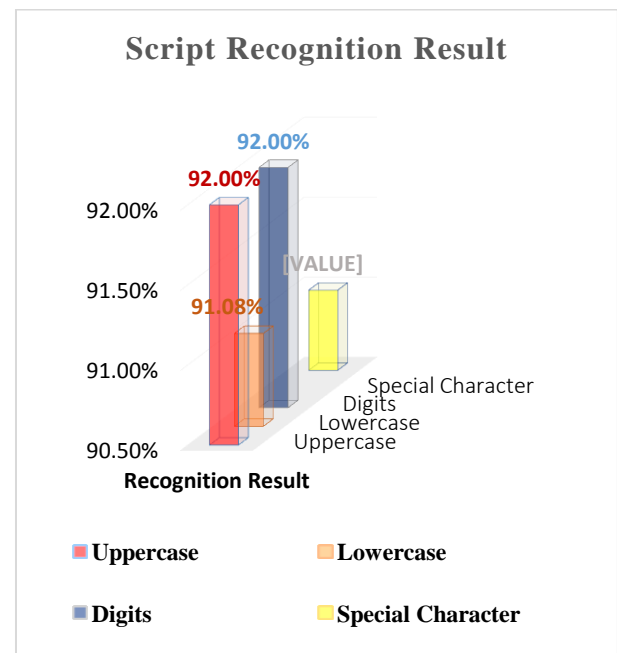 Script Recognition Result
92.00%
92.00%
92.00%
[VALUE]
91.50%
91.08%
91.00%
Special Character
Digits
Lowercase
Uppercase
90.50%
Recognition Result
Uppercase
Lowercase
Digits
Special Character